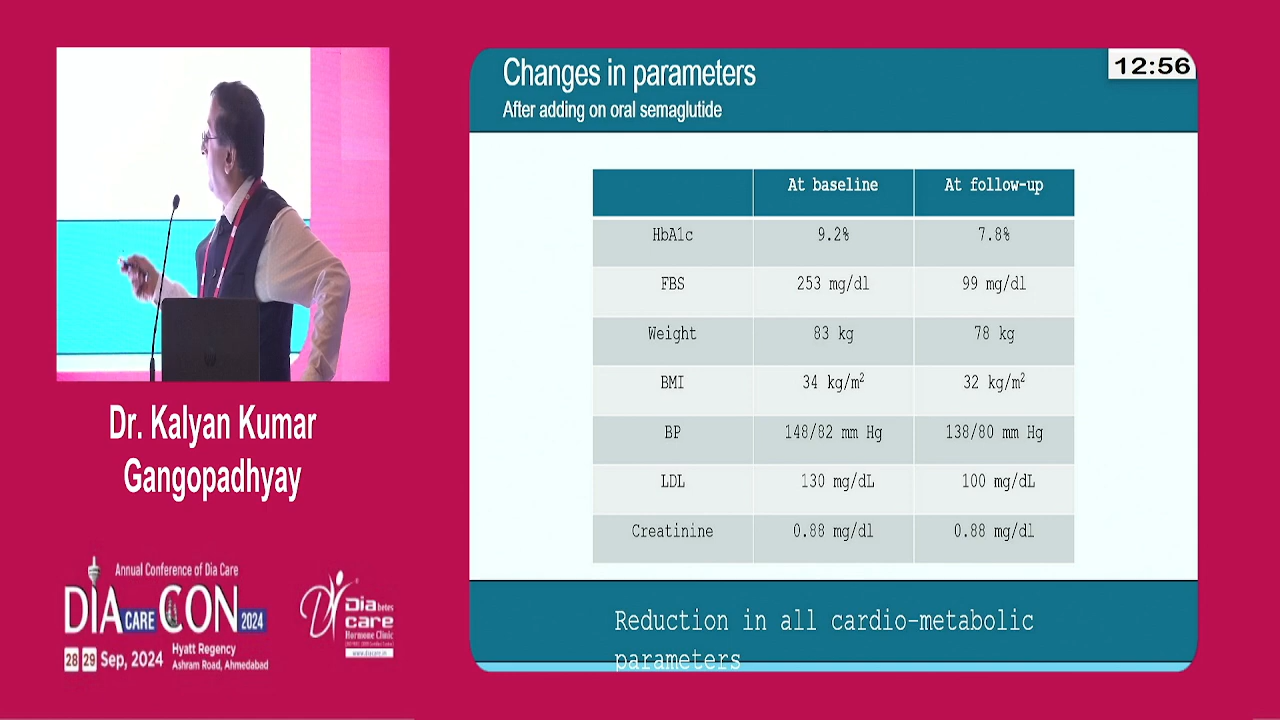 Changes in parameters
After adding on oral semaglutide
12:56
At baseline At follow-up
HbA1c 9.2% 7.8%
FBS 253 mg/dl 99 mg/dl
Weight 83 kg 78 kg
BMI 34 kg/m² 32 kg/m²
BP 148/82 mm Hg 138/80 mm Hg
LDL 130 mg/dL 100 mg/dL
Creatinine 0.88 mg/dl 0.88 mg/dl
Reduction in all cardio-metabolic
parameters
Dr. Kalyan Kumar
Gangopadhyay
Annual Conference of Dia Care
DIA CARE CON 2024
28 29 Sep, 2024
Hyatt Regency
Ashram Road, Ahmedabad
Diabetes
care
Hormone Clinic
www.diacare.in